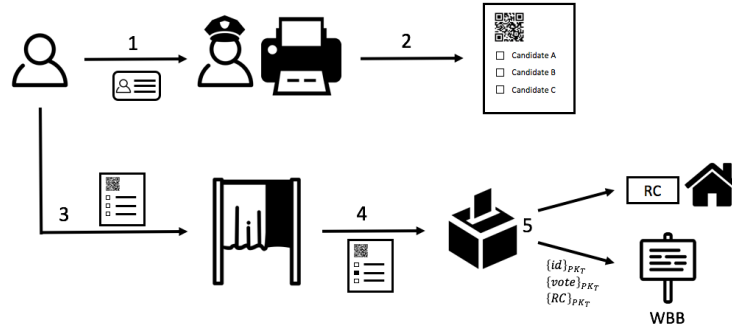 1
2
Candidate A
Candidate B
Candidate C
3
4
5
RC
{id}PKT
{vote}PKT
{RC}PKT
WBB